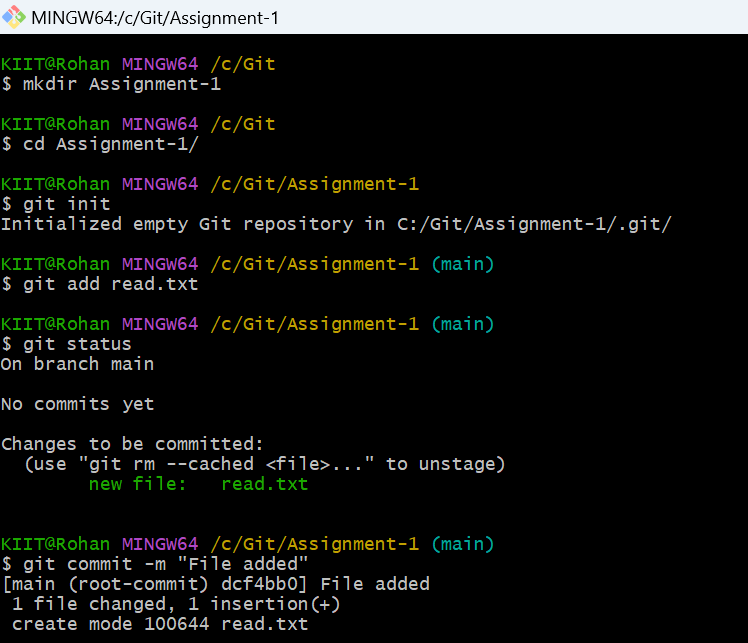 MINGW64:/c/Git/Assignment-1
KIIT@Rohan MINGW64 /c/Git
$ mkdir Assignment-1
KIIT@Rohan MINGW64 /c/Git
$ cd Assignment-1/
KIIT@Rohan MINGW64 /c/Git/Assignment-1
$ git init
Initialized empty Git repository in C:/Git/Assignment-1/.git/
KIIT@Rohan MINGW64 /c/Git/Assignment-1 (main)
$ git add read.txt
KIIT@Rohan MINGW64 /c/Git/Assignment-1 (main)
$ git status
On branch main
No commits yet
Changes to be committed:
  (use "git rm --cached <file>..." to unstage)
        new file:   read.txt
KIIT@Rohan MINGW64 /c/Git/Assignment-1 (main)
$ git commit -m "File added"
[main (root-commit) dcf4bb0] File added
 1 file changed, 1 insertion(+)
 create mode 100644 read.txt